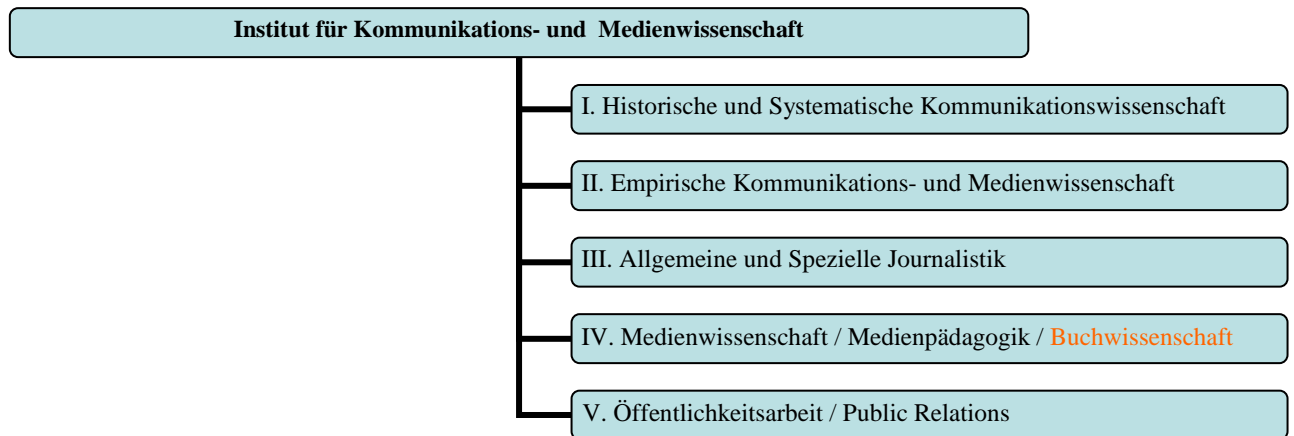 Institut für Kommunikations- und Medienwissenschaft
I. Historische und Systematische Kommunikationswissenschaft
II. Empirische Kommunikations- und Medienwissenschaft
III. Allgemeine und Spezielle Journalistik
IV. Medienwissenschaft / Medienpädagogik / Buchwissenschaft
V. Öffentlichkeitsarbeit / Public Relations